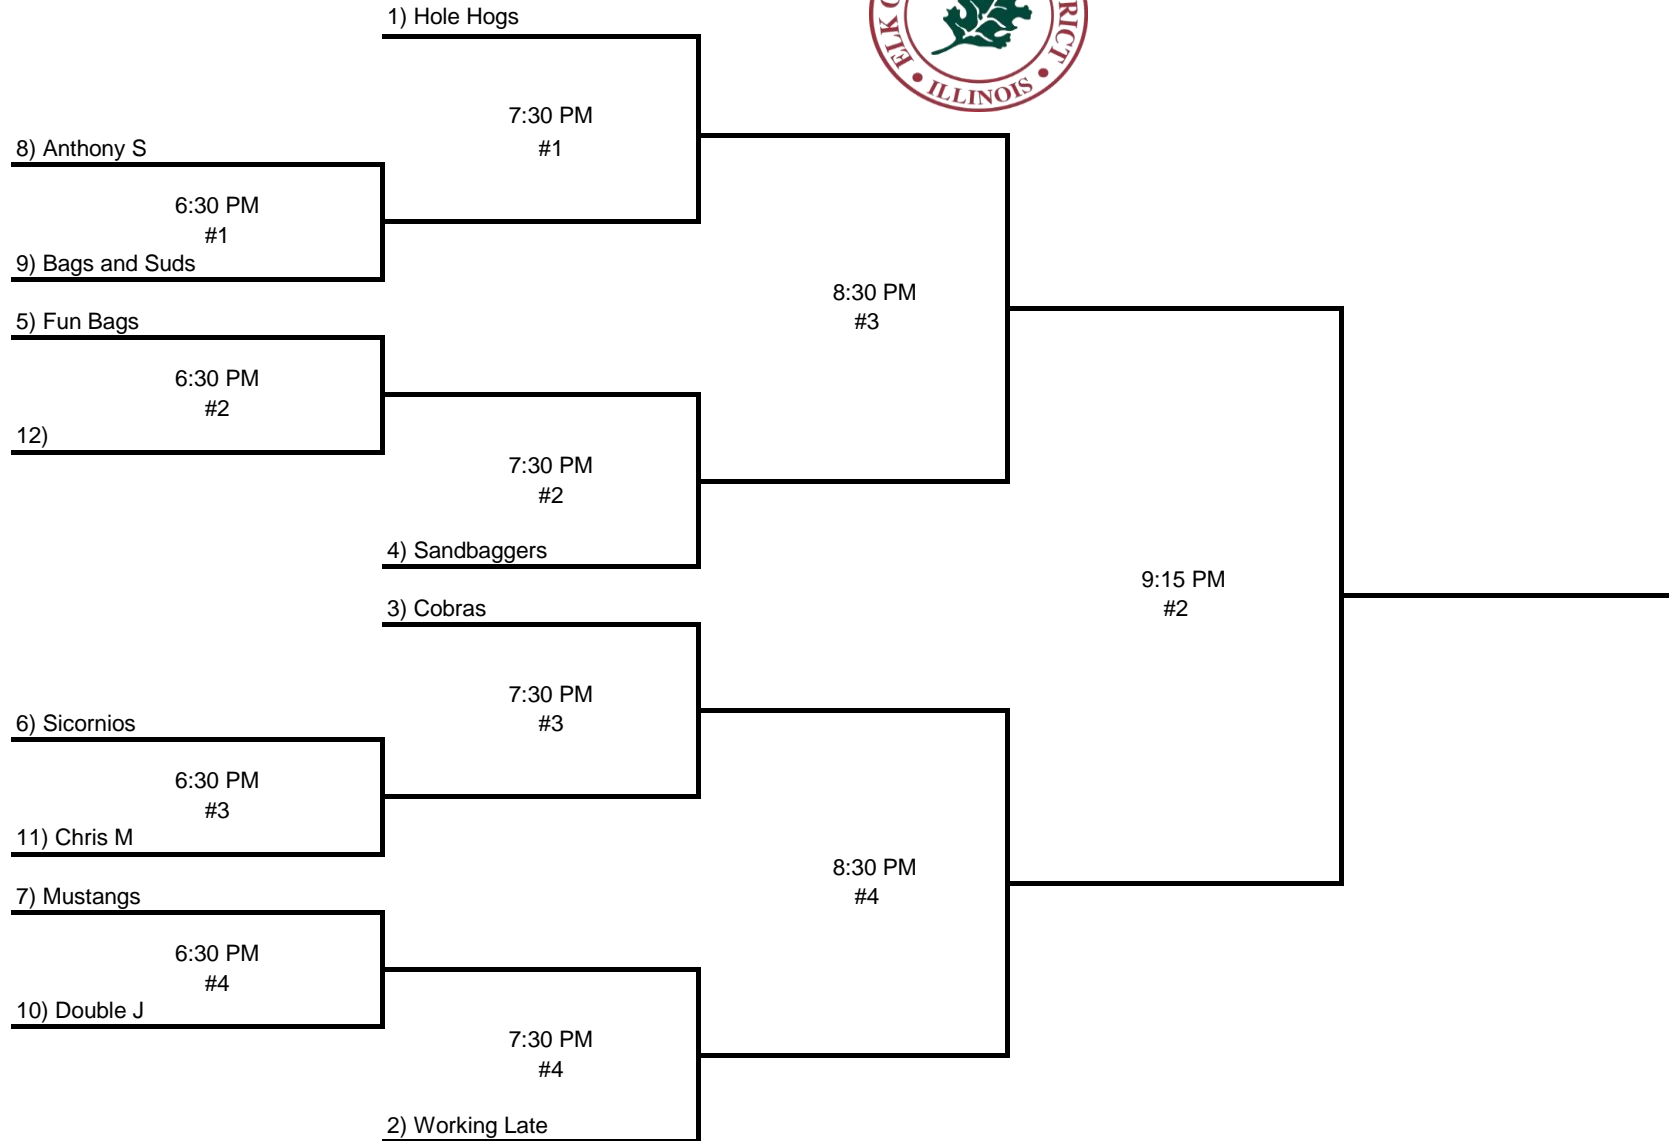 1) Hole Hogs
ELK
RICT • ILLINOIS •
7:30 PM
#1
8) Anthony S
6:30 PM
#1
9) Bags and Suds
8:30 PM
#3
5) Fun Bags
6:30 PM
#2
12)
7:30 PM
#2
4) Sandbaggers
9:15 PM
#2
3) Cobras
7:30 PM
#3
6) Sicornios
6:30 PM
#3
11) Chris M
8:30 PM
#4
7) Mustangs
6:30 PM
#4
10) Double J
7:30 PM
#4
2) Working Late